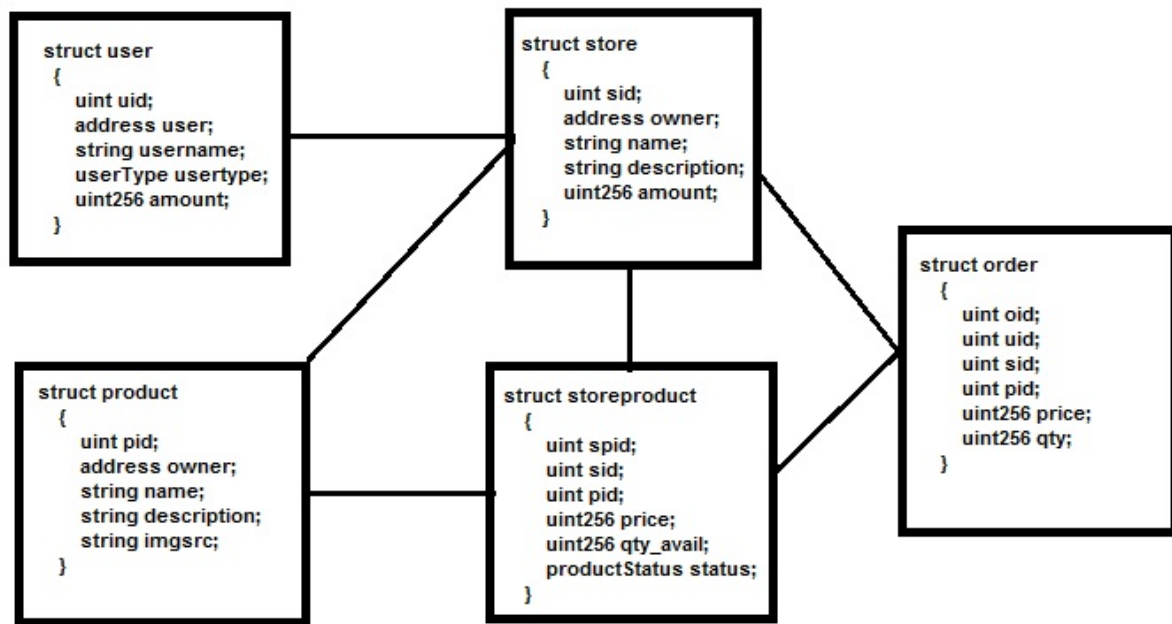 struct user
{
uint uid;
address user;
string username;
userType usertype;
uint256 amount;
}
struct store
{
uint sid;
address owner;
string name;
string description;
uint256 amount;
}
struct order
{
uint oid;
uint uid;
uint sid;
uint pid;
uint256 price;
uint256 qty;
}
struct product
{
uint pid;
address owner;
string name;
string description;
string imgsrc;
}
struct storeproduct
{
uint spid;
uint sid;
uint pid;
uint256 price;
uint256 qty_avail;
productStatus status;
}